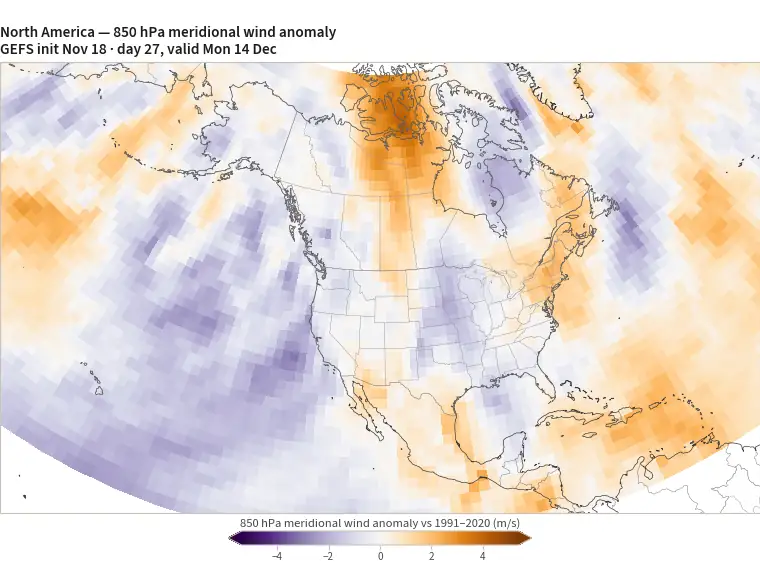 North America — 850 hPa meridional wind anomaly
GEFS init Nov 18 · day 27, valid Mon 14 Dec
850 hPa meridional wind anomaly vs 1991–2020 (m/s)
−4 −2 0 2 4